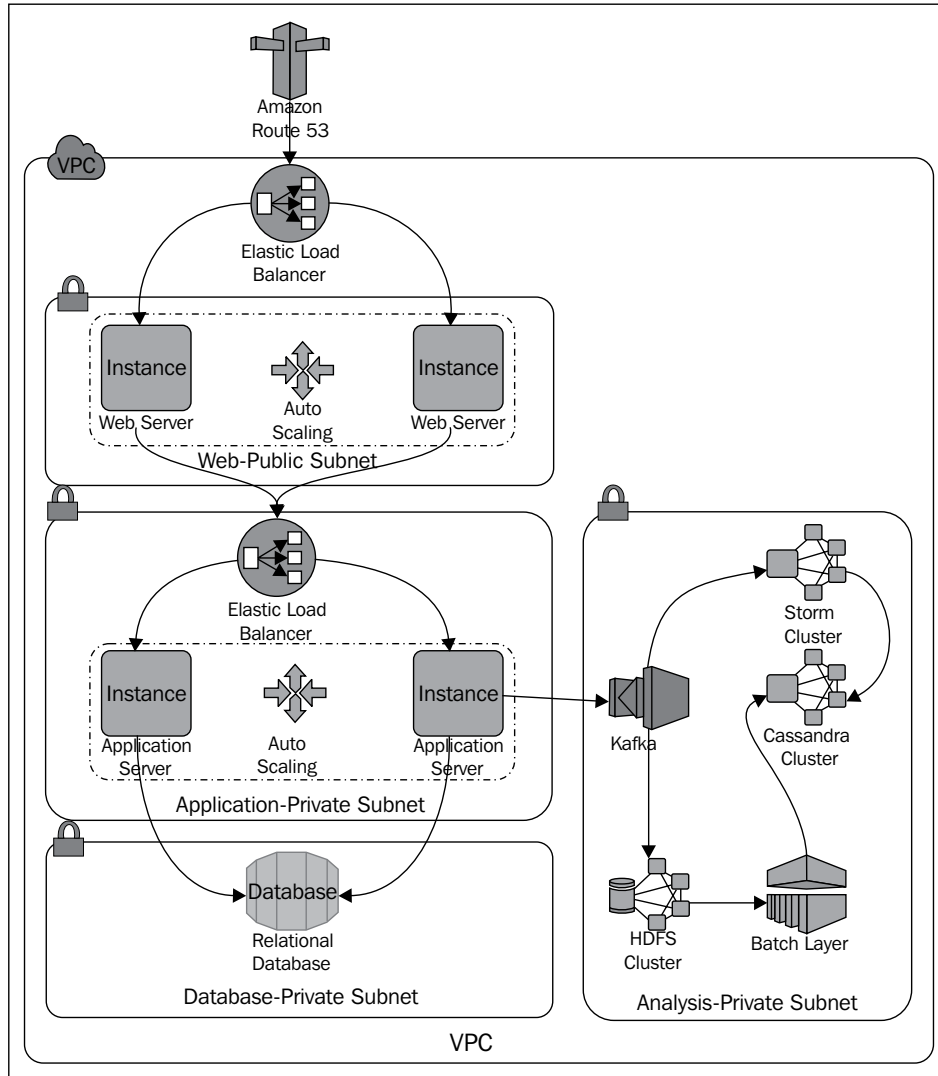 Amazon
Route 53
VPC
Elastic Load
Balancer
Instance
Web Server
Auto
Scaling
Instance
Web Server
Web-Public Subnet
Elastic Load
Balancer
Instance
Application
Server
Auto
Scaling
Instance
Application
Server
Application-Private Subnet
Database
Relational
Database
Database-Private Subnet
Kafka
Storm
Cluster
Cassandra
Cluster
HDFS
Cluster
Batch Layer
Analysis-Private Subnet
VPC